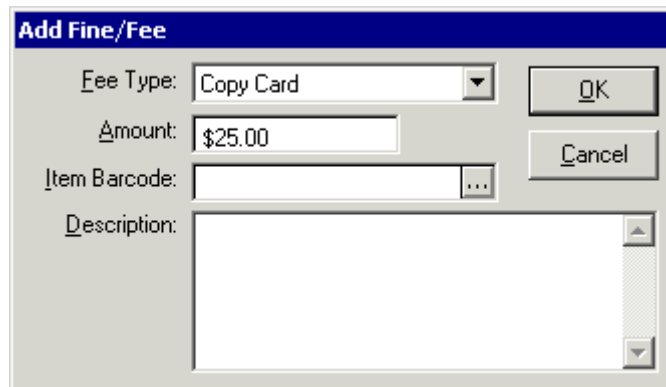 Add Fine/Fee
Fee Type: Copy Card
OK
Amount: $25.00
Cancel
Item Barcode: ...
Description: